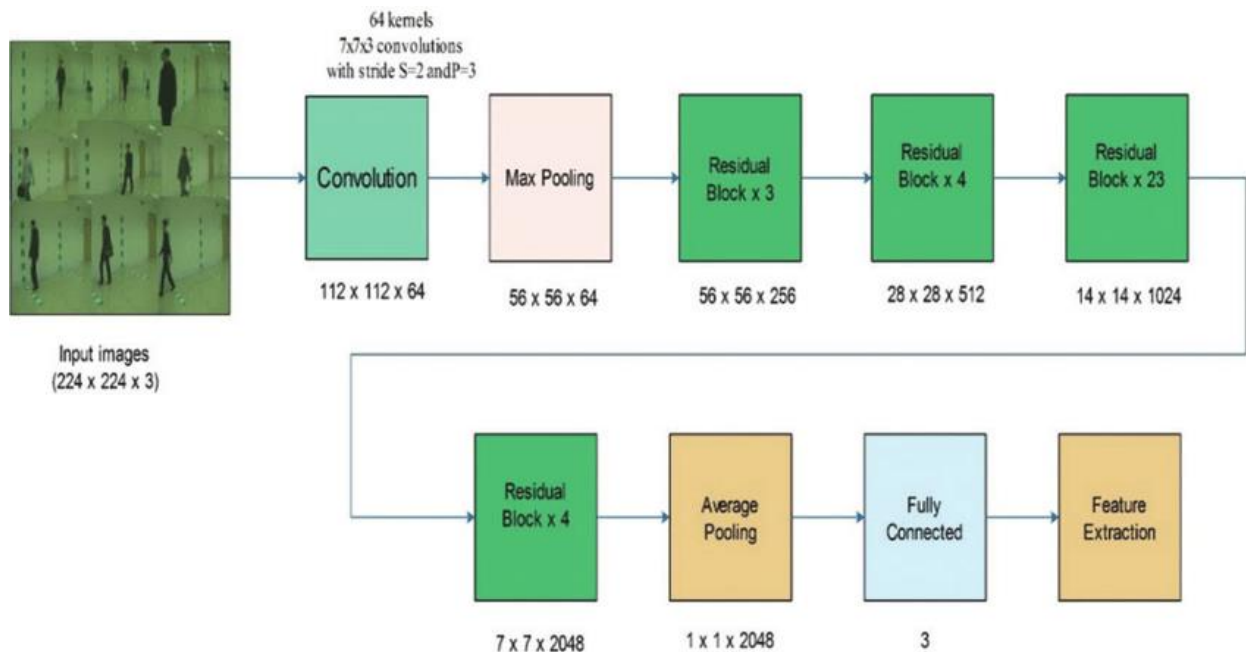 64 kernels
7x7x3 convolutions
with stride S=2 andP=3
Convolution
112 x 112 x 64
Max Pooling
56 x 56 x 64
Residual
Block x 3
56 x 56 x 256
Residual
Block x 4
28 x 28 x 512
Residual
Block x 23
14 x 14 x 1024
Input images
(224 x 224 x 3)
Residual
Block x 4
7 x 7 x 2048
Average
Pooling
1 x 1 x 2048
Fully
Connected
3
Feature
Extraction